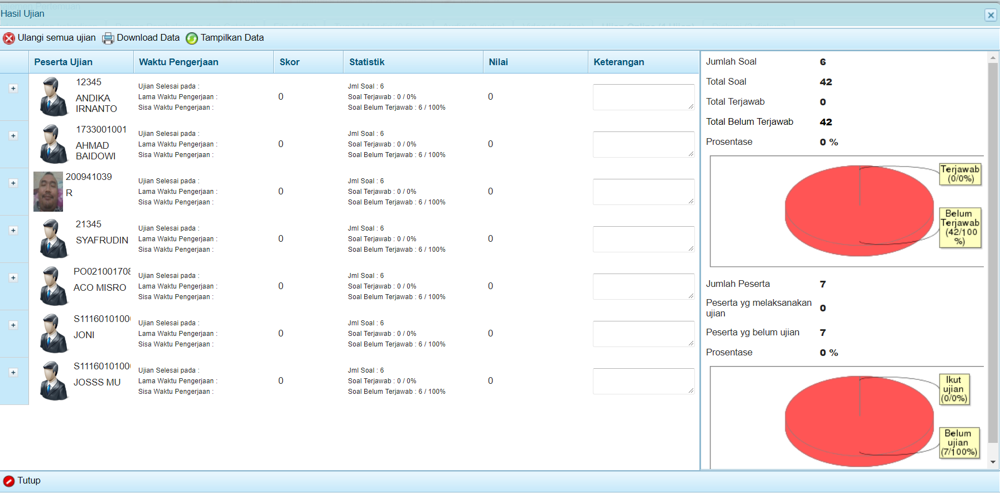 Hasil Ujian
Ulangi semua ujian Download Data Tampilkan Data
Peserta Ujian Waktu Pengerjaan Skor Statistik Nilai Keterangan
12345
ANDIKA
IRNANTO
Ujian Selesai pada :
Lama Waktu Pengerjaan :
Sisa Waktu Pengerjaan :
0
Jml Soal : 6
Soal Terjawab : 0 / 0%
Soal Belum Terjawab : 6 / 100%
0
1733001001
AHMAD
BAIDOWI
Ujian Selesai pada :
Lama Waktu Pengerjaan :
Sisa Waktu Pengerjaan :
0
Jml Soal : 6
Soal Terjawab : 0 / 0%
Soal Belum Terjawab : 6 / 100%
0
200941039
R
Ujian Selesai pada :
Lama Waktu Pengerjaan :
Sisa Waktu Pengerjaan :
0
Jml Soal : 6
Soal Terjawab : 0 / 0%
Soal Belum Terjawab : 6 / 100%
0
21345
SYAFRUDIN
Ujian Selesai pada :
Lama Waktu Pengerjaan :
Sisa Waktu Pengerjaan :
0
Jml Soal : 6
Soal Terjawab : 0 / 0%
Soal Belum Terjawab : 6 / 100%
0
PO021001708
ACO MISRO
Ujian Selesai pada :
Lama Waktu Pengerjaan :
Sisa Waktu Pengerjaan :
0
Jml Soal : 6
Soal Terjawab : 0 / 0%
Soal Belum Terjawab : 6 / 100%
0
S1116010100
JONI
Ujian Selesai pada :
Lama Waktu Pengerjaan :
Sisa Waktu Pengerjaan :
0
Jml Soal : 6
Soal Terjawab : 0 / 0%
Soal Belum Terjawab : 6 / 100%
0
S1116010100
JOSSS MU
Ujian Selesai pada :
Lama Waktu Pengerjaan :
Sisa Waktu Pengerjaan :
0
Jml Soal : 6
Soal Terjawab : 0 / 0%
Soal Belum Terjawab : 6 / 100%
0
Jumlah Soal 6
Total Soal 42
Total Terjawab 0
Total Belum Terjawab 42
Prosentase 0 %
Terjawab
(0/0%)
Belum
Terjawab
(42/100
%)
Jumlah Peserta 7
Peserta yg melaksanakan
ujian 0
Peserta yg belum ujian 7
Prosentase 0 %
Ikut
ujian
(0/0%)
Belum
ujian
(7/100%)
Tutup